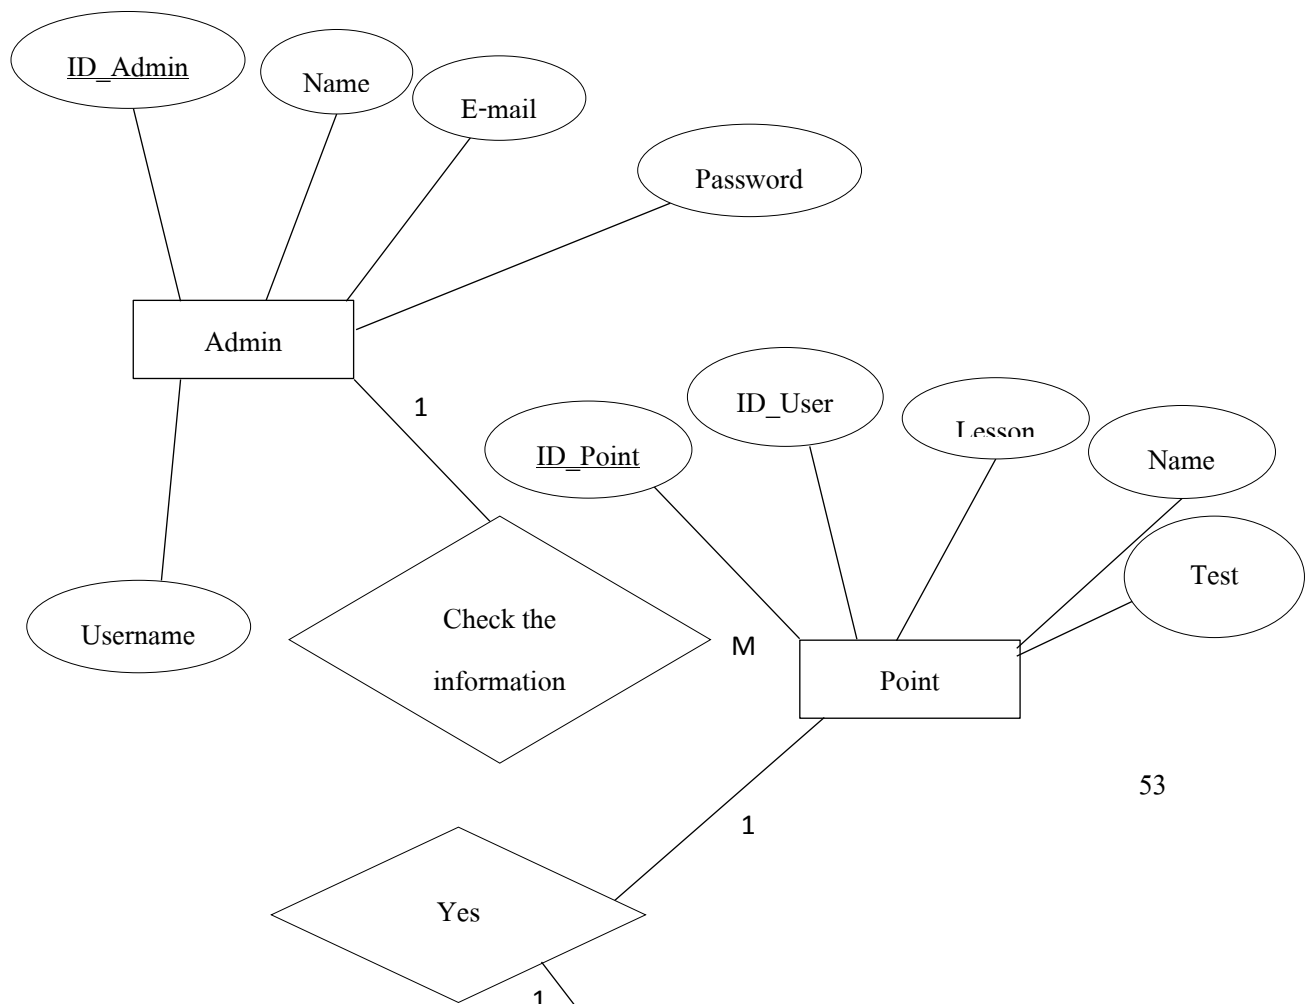 ID_Admin
Name
E-mail
Password
Admin
1
ID_User
Lesson
ID_Point
Name
Test
Check the
information
Username
M
Point
53
1
Yes
1